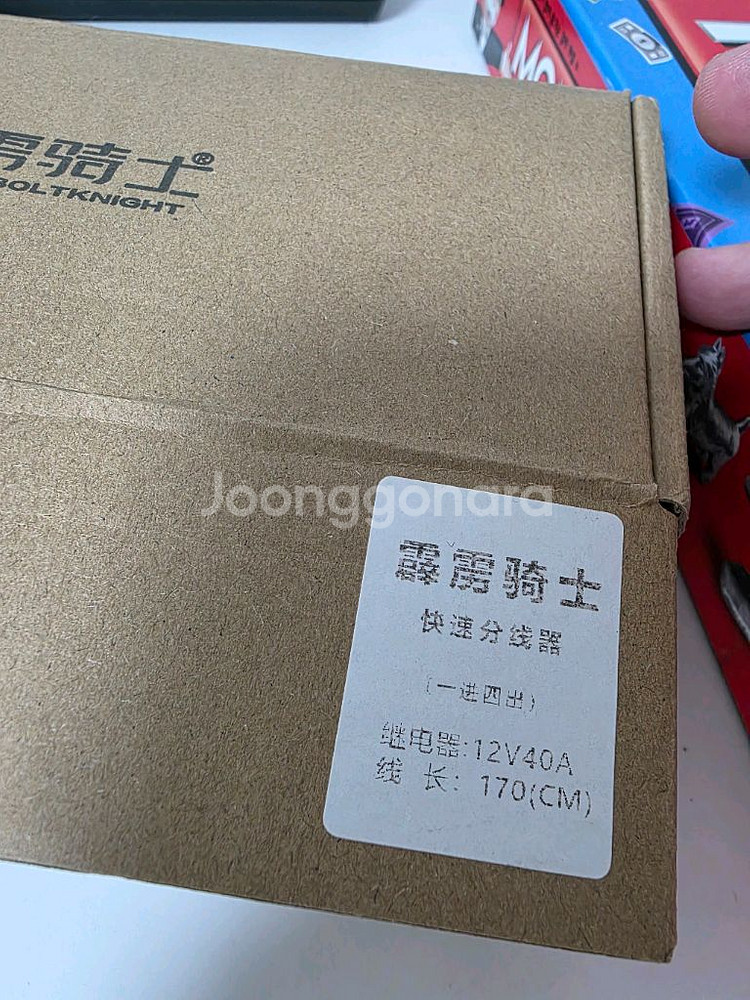 雳骑士®
BOLTKNIGHT
Joonggonara
霹雳骑士
快速分线器
(一进四出)
继电器:12V40A
线 长: 170(CM)